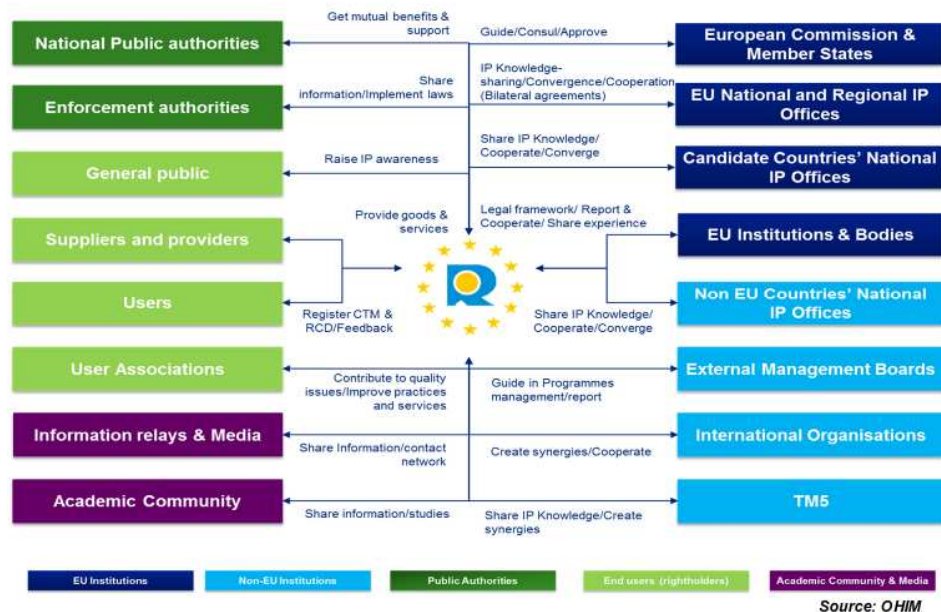 Get mutual benefits &
support
National Public authorities
Guide/Consul/Approve
European Commission &
Member States
Share
information/Implement laws
Enforcement authorities
IP Knowledge-
sharing/Convergence/Cooperation
(Bilateral agreements)
EU National and Regional IP
Offices
General public
Raise IP awareness
Share IP Knowledge/
Cooperate/Converge
Candidate Countries' National
IP Offices
Provide goods &
services
Suppliers and providers
Legal framework/ Report &
Cooperate/ Share experience
EU Institutions & Bodies
Users
Register CTM &
RCD/Feedback
Share IP Knowledge/
Cooperate/Converge
Non EU Countries' National
IP Offices
User Associations
Contribute to quality
issues/Improve practices
and services
Guide in Programmes
management/report
External Management Boards
Information relays & Media
Share Information/contact
network
Create synergies/Cooperate
International Organisations
Academic Community
Share information/studies
Share IP Knowledge/Create
synergies
TM5
EU Institutions
Non-EU Institutions
Public Authorities
End users (rightholders)
Academic Community & Media
Source: OHIM